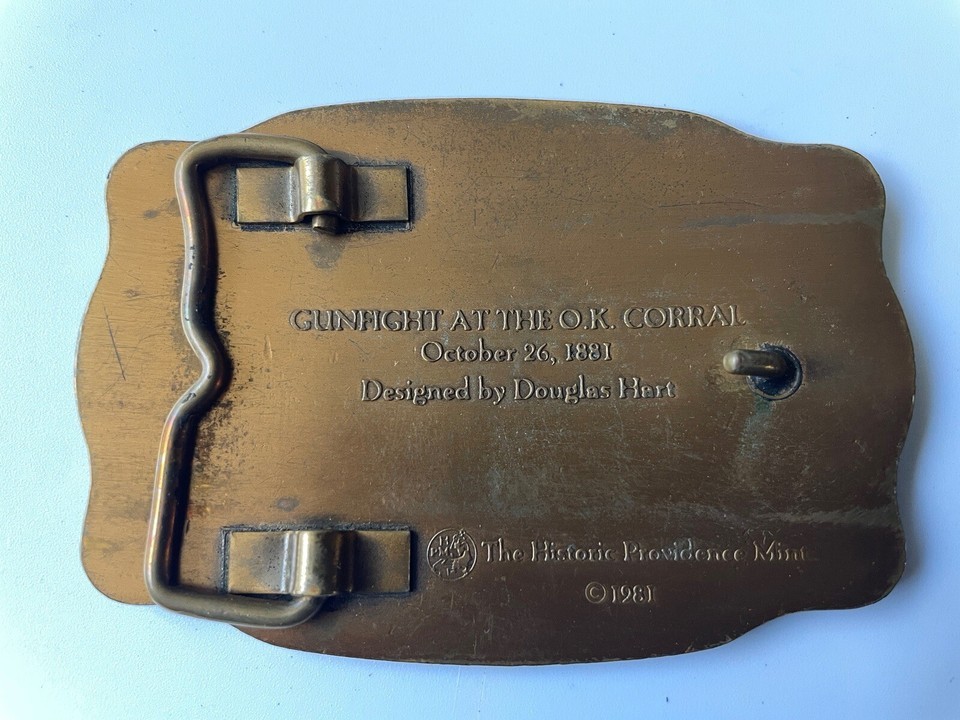 GUNFIGHT AT THE O.K. CORRAL
October 26, 1881
Designed by Douglas Hart
The Historic Providence Mint
©1981